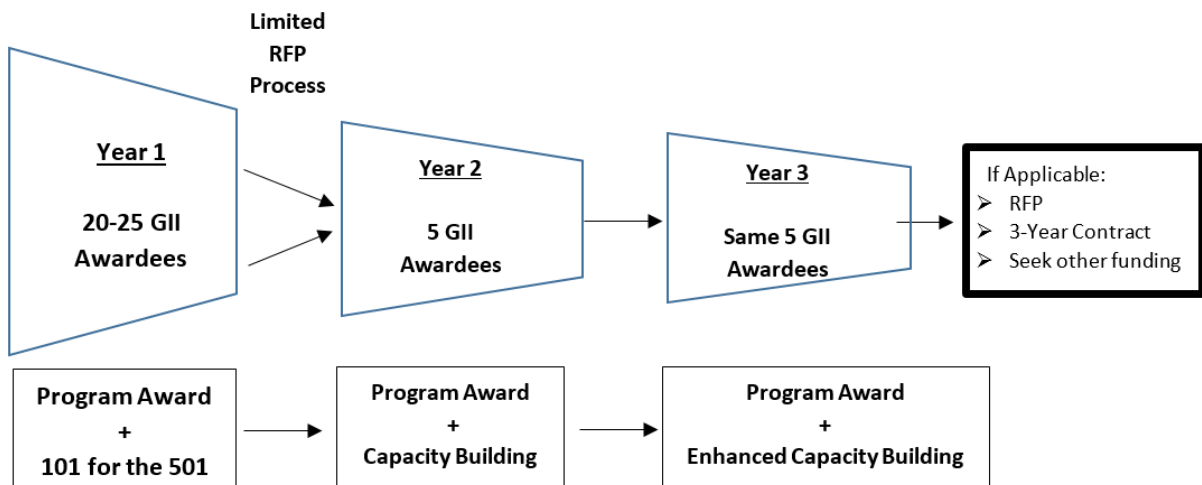 Limited
RFP
Process
Year 1
20-25 GII
Awardees
Year 2
5 GII
Awardees
Year 3
Same 5 GII
Awardees
If Applicable:
➢ RFP
➢ 3-Year Contract
➢ Seek other funding
Program Award
+
101 for the 501
Program Award
+
Capacity Building
Program Award
+
Enhanced Capacity Building